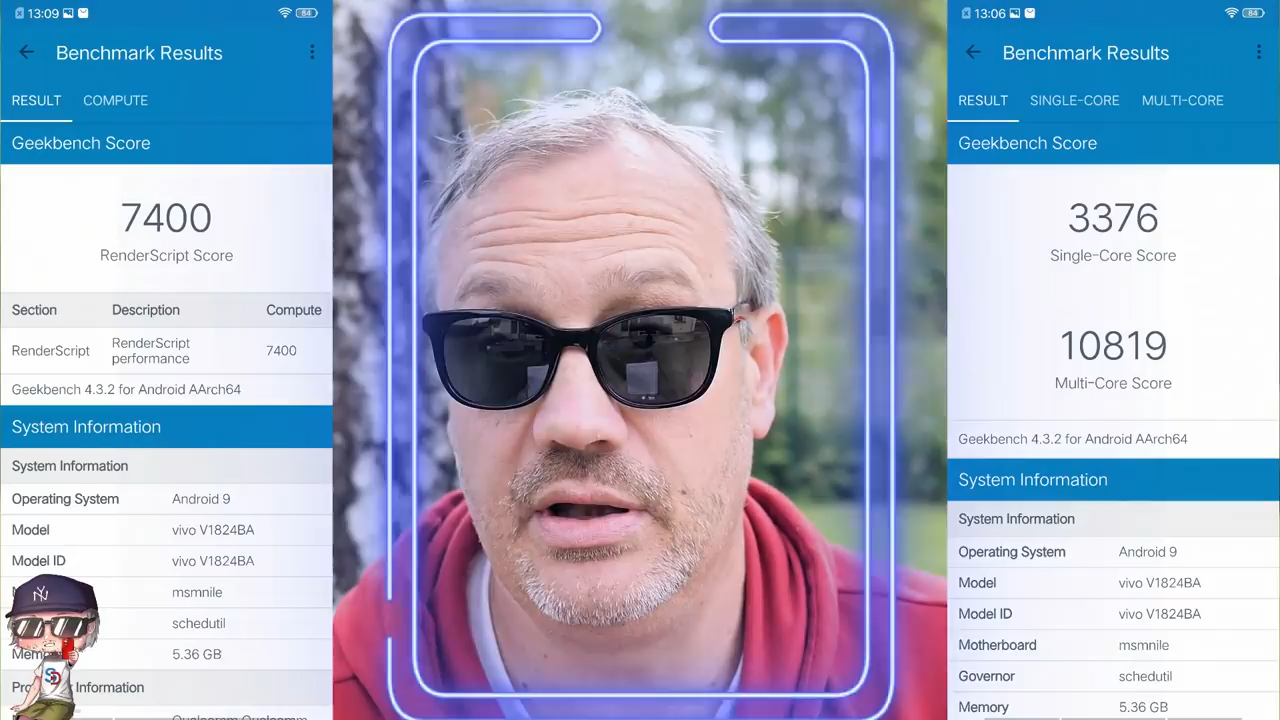 13:09
84
Benchmark Results
RESULT COMPUTE
Geekbench Score
7400
RenderScript Score
Section Description Compute
RenderScript RenderScript performance 7400
Geekbench 4.3.2 for Android AArch64
System Information
System Information
Operating System Android 9
Model vivo V1824BA
Model ID vivo V1824BA
msmnile
schedutil
5.36 GB
Information
NY
SD
13:06
84
Benchmark Results
RESULT SINGLE-CORE MULTI-CORE
Geekbench Score
3376
Single-Core Score
10819
Multi-Core Score
Geekbench 4.3.2 for Android AArch64
System Information
System Information
Operating System Android 9
Model vivo V1824BA
Model ID vivo V1824BA
Motherboard msmnile
Governor schedutil
Memory 5.36 GB